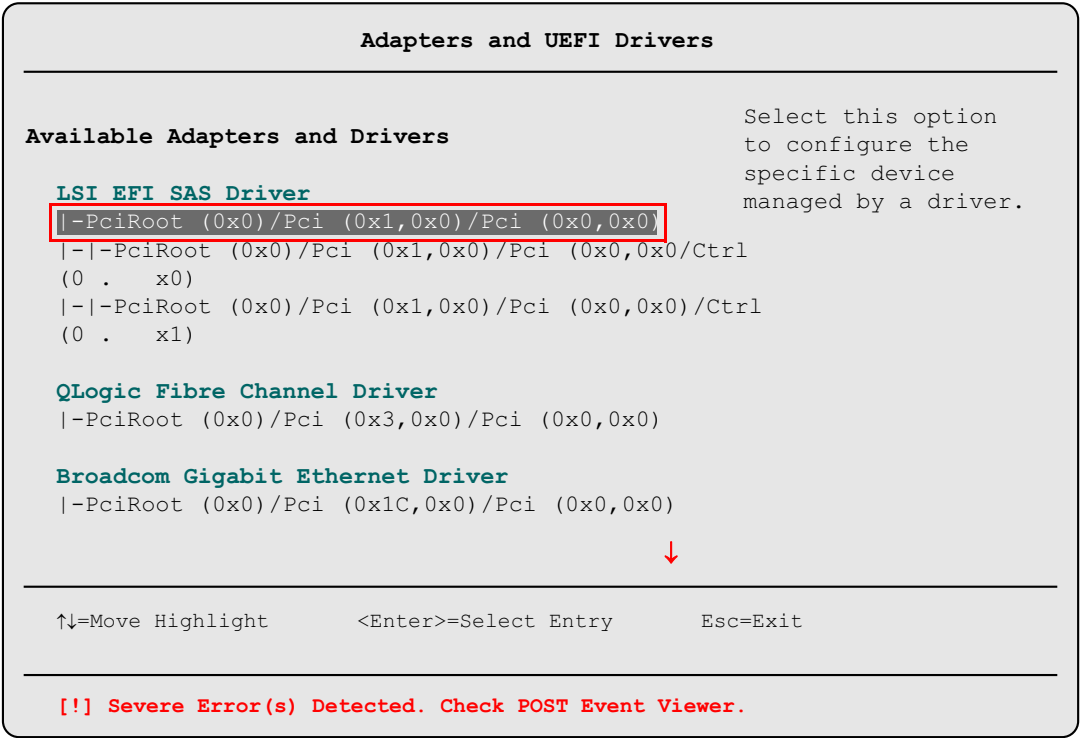 Adapters and UEFI Drivers
Available Adapters and Drivers
Select this option
to configure the
specific device
managed by a driver.
LSI EFI SAS Driver
|-PciRoot (0x0)/Pci (0x1,0x0)/Pci (0x0,0x0)
|-|-PciRoot (0x0)/Pci (0x1,0x0)/Pci (0x0,0x0/Ctrl
(0 .   x0)
|-|-PciRoot (0x0)/Pci (0x1,0x0)/Pci (0x0,0x0)/Ctrl
(0 .   x1)
QLogic Fibre Channel Driver
|-PciRoot (0x0)/Pci (0x3,0x0)/Pci (0x0,0x0)
Broadcom Gigabit Ethernet Driver
|-PciRoot (0x0)/Pci (0x1C,0x0)/Pci (0x0,0x0)
↓
↑↓=Move Highlight      <Enter>=Select Entry      Esc=Exit
[!] Severe Error(s) Detected. Check POST Event Viewer.